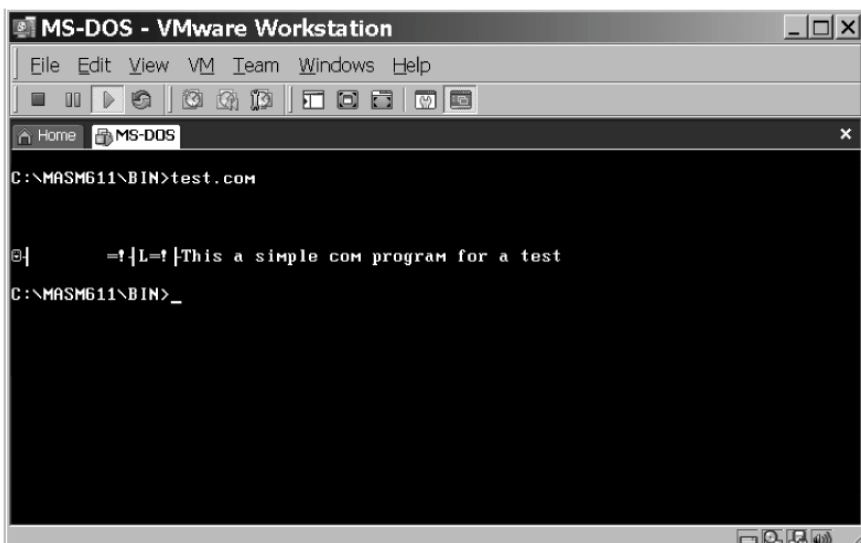 MS-DOS - VMware Workstation
File Edit View VM Team Windows Help
Home MS-DOS
C:\MASM611\BIN>test.com
=!┤L=!├This a simple com program for a test
C:\MASM611\BIN>_